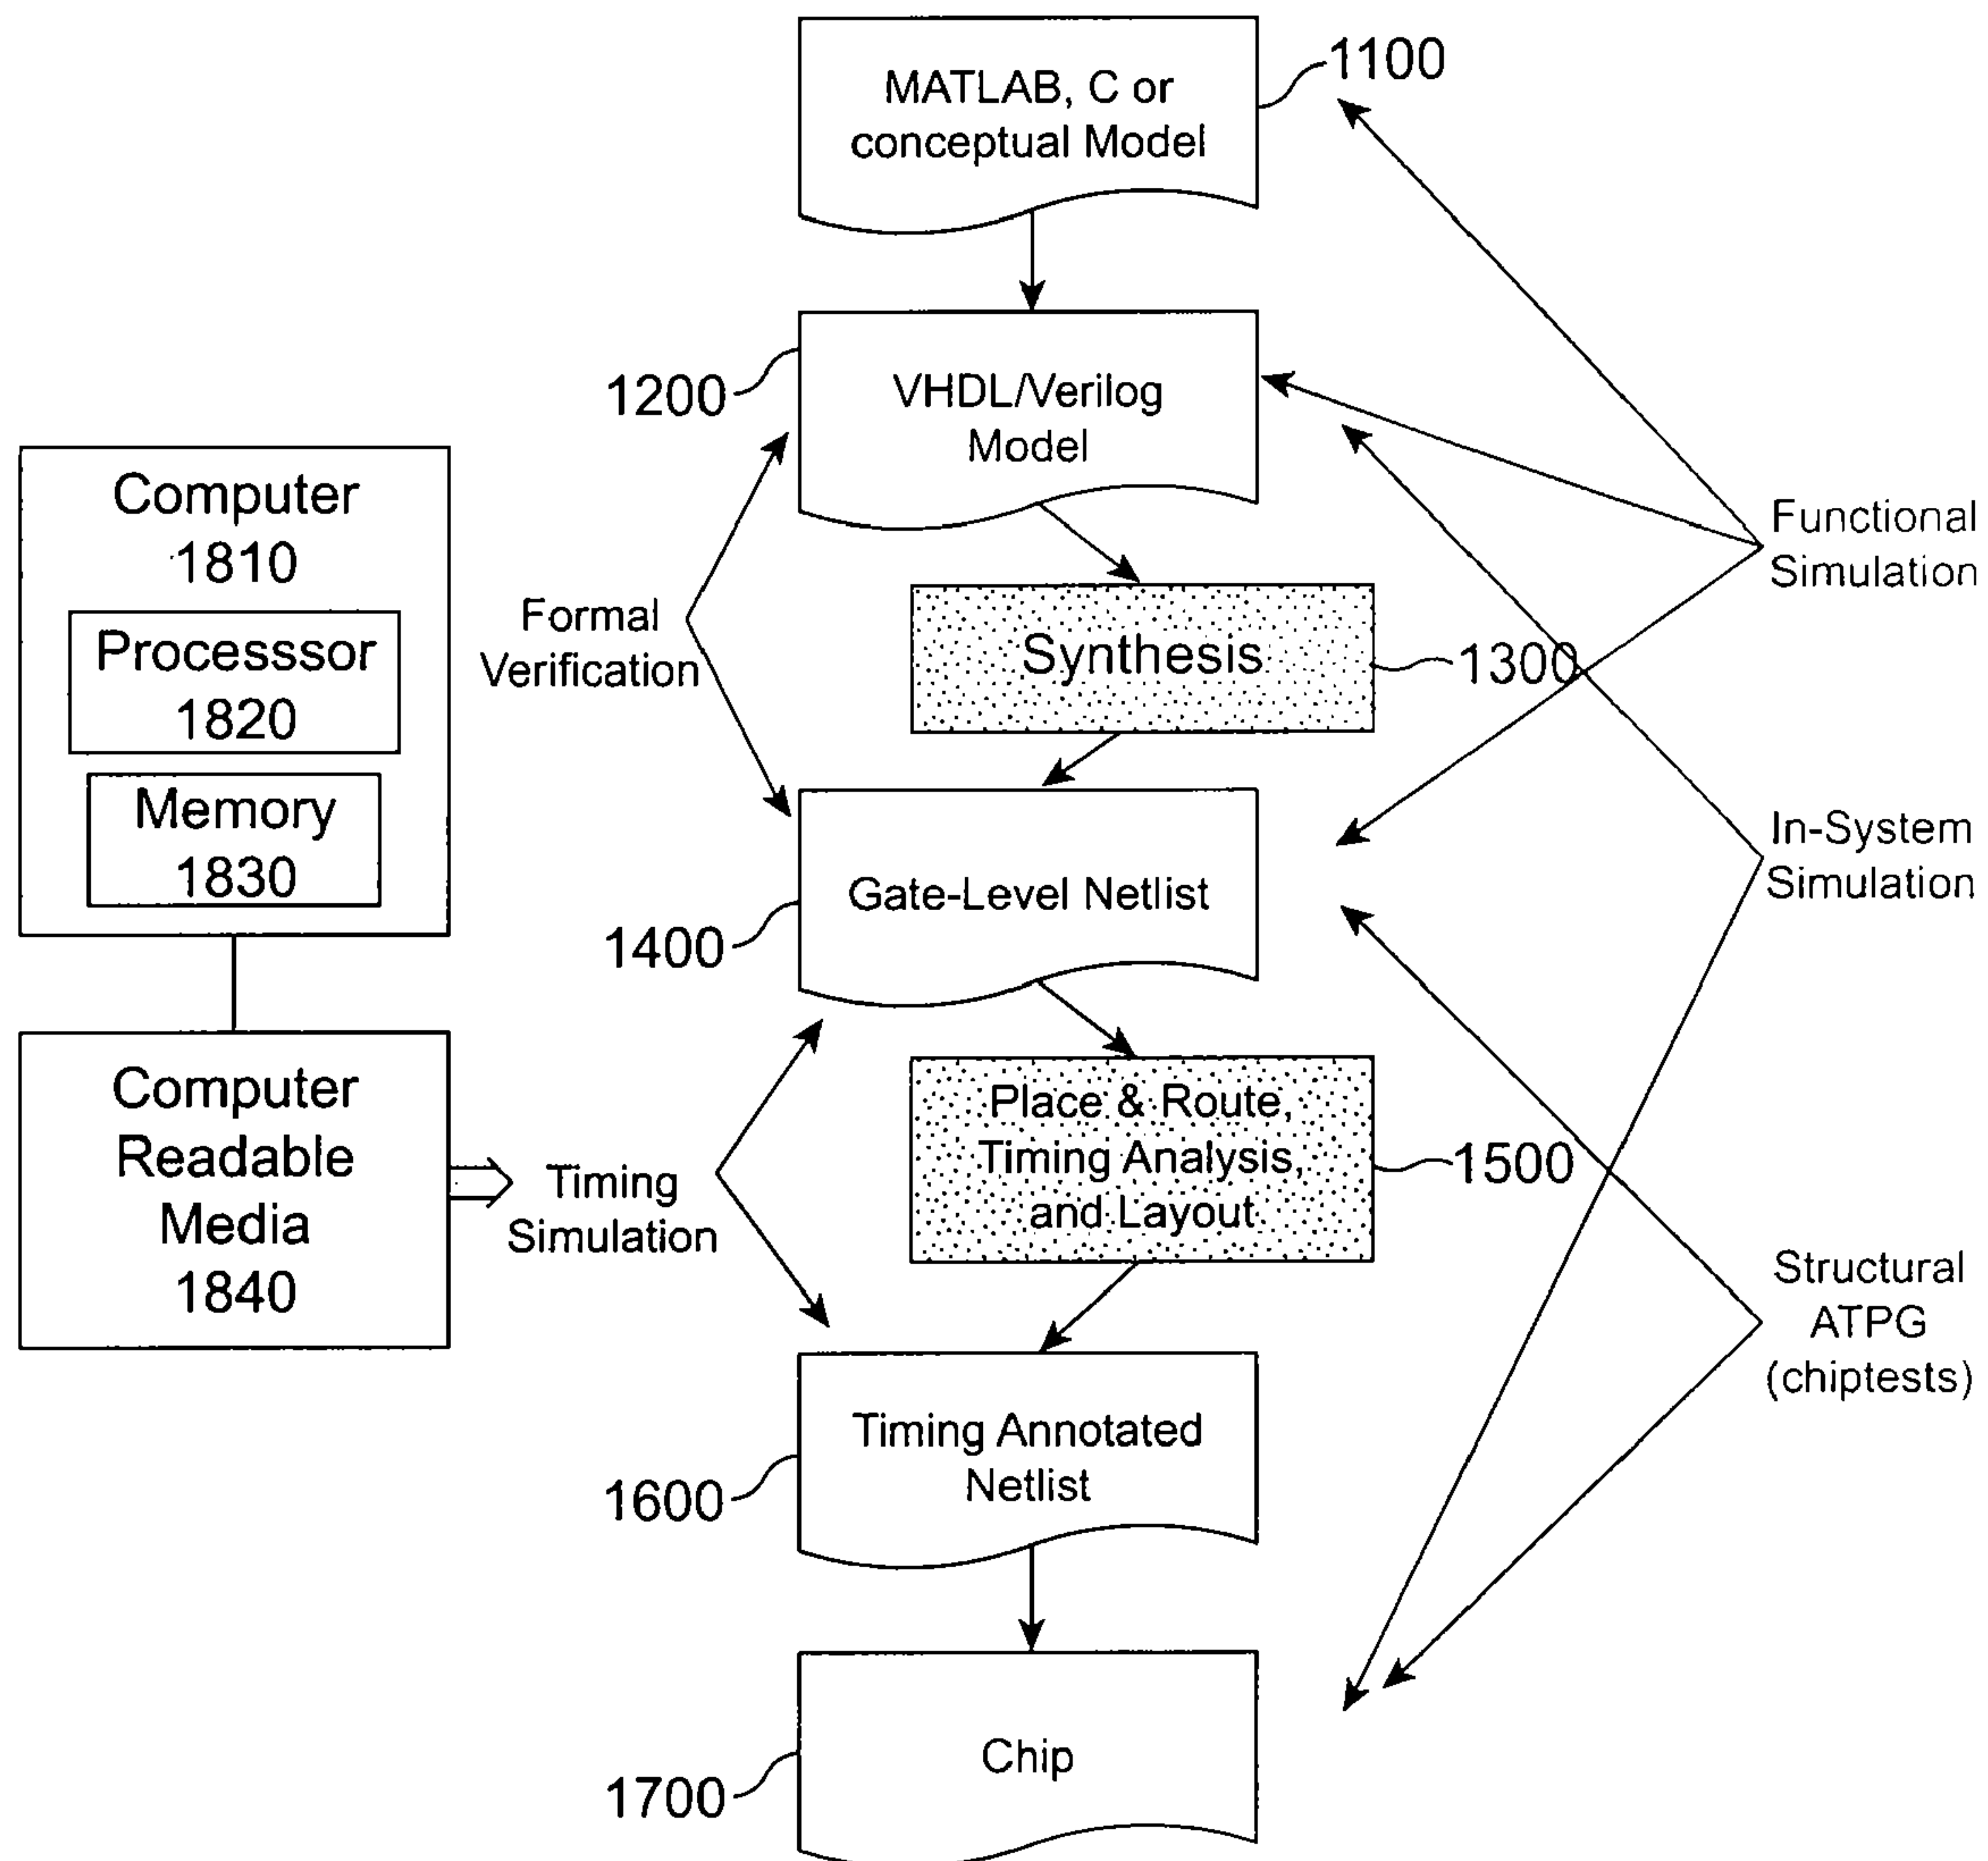 MATLAB, C or
conceptual Model
1100
VHDL/Verilog
Model
1200
Computer
1810
Processsor
1820
Memory
1830
Formal
Verification
Synthesis
1300
Functional
Simulation
Gate-Level Netlist
1400
In-System
Simulation
Computer
Readable
Media
1840
Timing
Simulation
Place & Route,
Timing Analysis,
and Layout
1500
Structural
ATPG
(chiptests)
Timing Annotated
Netlist
1600
Chip
1700